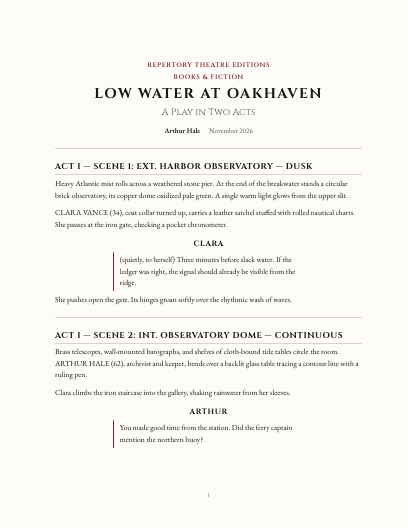 REPERTORY THEATRE EDITIONS
BOOKS & FICTION
LOW WATER AT OAKHAVEN
A Play in Two Acts
Arthur Hale November 2026
ACT I — SCENE 1: EXT. HARBOR OBSERVATORY — DUSK
Heavy Atlantic mist rolls across a weathered stone pier. At the end of the breakwater stands a circular
brick observatory, its copper dome oxidized pale green. A single warm light glows from the upper slit.
CLARA VANCE (34), coat collar turned up, carries a leather satchel stuffed with rolled nautical charts.
She pauses at the iron gate, checking a pocket chronometer.
CLARA
(quietly, to herself) Three minutes before slack water. If the
ledger was right, the signal should already be visible from the
ridge.
She pushes open the gate. Its hinges groan softly over the rhythmic wash of waves.
ACT I — SCENE 2: INT. OBSERVATORY DOME — CONTINUOUS
Brass telescopes, wall-mounted barographs, and shelves of cloth-bound tide tables circle the room.
ARTHUR HALE (62), archivist and keeper, bends over a backlit glass table tracing a contour line with a
ruling pen.
Clara climbs the iron staircase into the gallery, shaking rainwater from her sleeves.
ARTHUR
You made good time from the station. Did the ferry captain
mention the northern buoy?
1